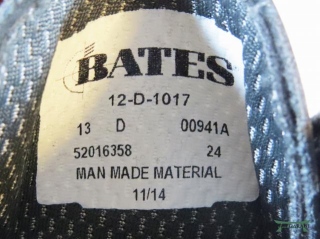 BATES
12-D-1017
13 D 00941A
52016358 24
MAN MADE MATERIAL
11/14